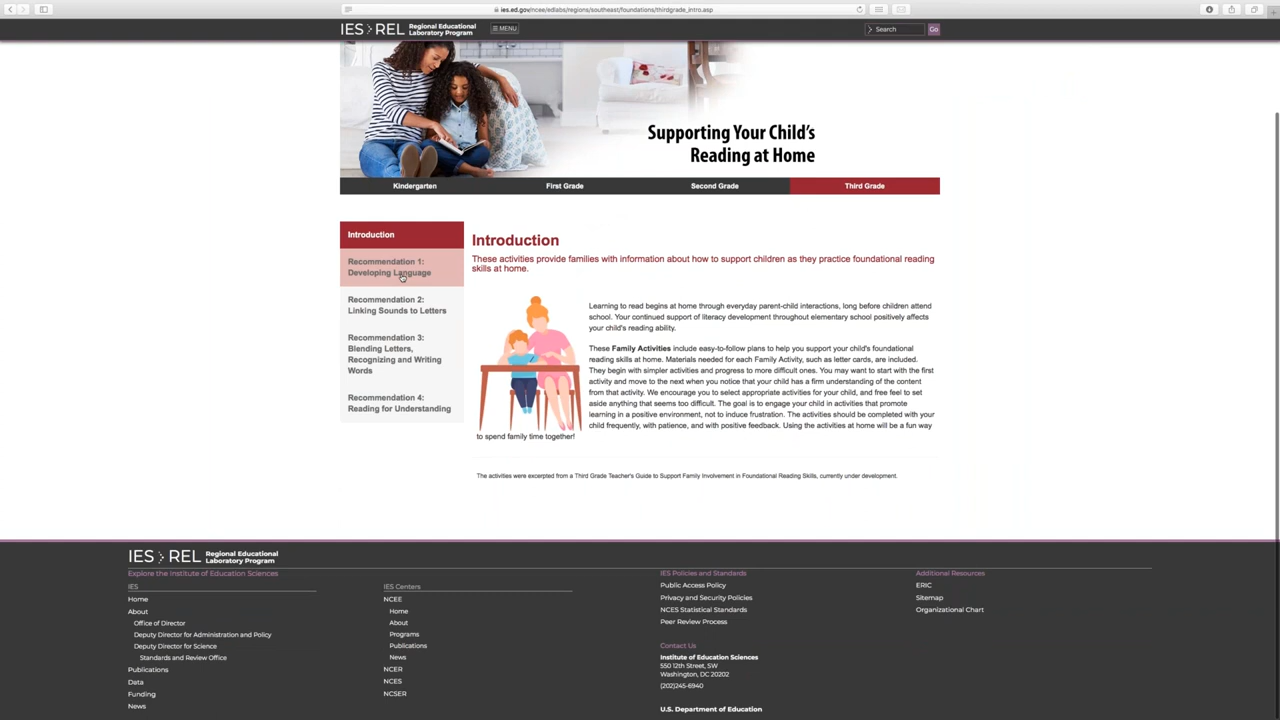 ies.ed.gov/ncee/edlabs/regions/southeast/foundations/thirdgrade_intro.asp
IES REL Regional Educational
Laboratory Program
MENU
Search
Go
Supporting Your Child's
Reading at Home
Kindergarten
First Grade
Second Grade
Third Grade
Introduction
Recommendation 1:
Developing Language
Recommendation 2:
Linking Sounds to Letters
Recommendation 3:
Blending Letters,
Recognizing and Writing
Words
Recommendation 4:
Reading for Understanding
Introduction
These activities provide families with information about how to support children as they practice foundational reading
skills at home.
Learning to read begins at home through everyday parent-child interactions, long before children attend
school. Your continued support of literacy development throughout elementary school positively affects
your child's reading ability.
These Family Activities include easy-to-follow plans to help you support your child's foundational
reading skills at home. Materials needed for each Family Activity, such as letter cards, are included.
They begin with simpler activities and progress to more difficult ones. You may want to start with the first
activity and move to the next when you notice that your child has a firm understanding of the content
from that activity. We encourage you to select appropriate activities for your child, and free feel to set
aside anything that seems too difficult. The goal is to engage your child in activities that promote
learning in a positive environment, not to induce frustration. The activities should be completed with your
child frequently, with patience, and with positive feedback. Using the activities at home will be a fun way
to spend family time together!
The activities were excerpted from a Third Grade Teacher's Guide to Support Family Involvement in Foundational Reading Skills, currently under development.
IES REL Regional Educational
Laboratory Program
Explore the Institute of Education Sciences
IES
Home
About
Office of Director
Deputy Director for Administration and Policy
Deputy Director for Science
Standards and Review Office
Publications
Data
Funding
News
IES Centers
NCEE
Home
About
Programs
Publications
News
NCER
NCES
NCSER
IES Policies and Standards
Public Access Policy
Privacy and Security Policies
NCES Statistical Standards
Peer Review Process
Contact Us
Institute of Education Sciences
550 12th Street, SW
Washington, DC 20202
(202)245-6940
U.S. Department of Education
Additional Resources
ERIC
Sitemap
Organizational Chart